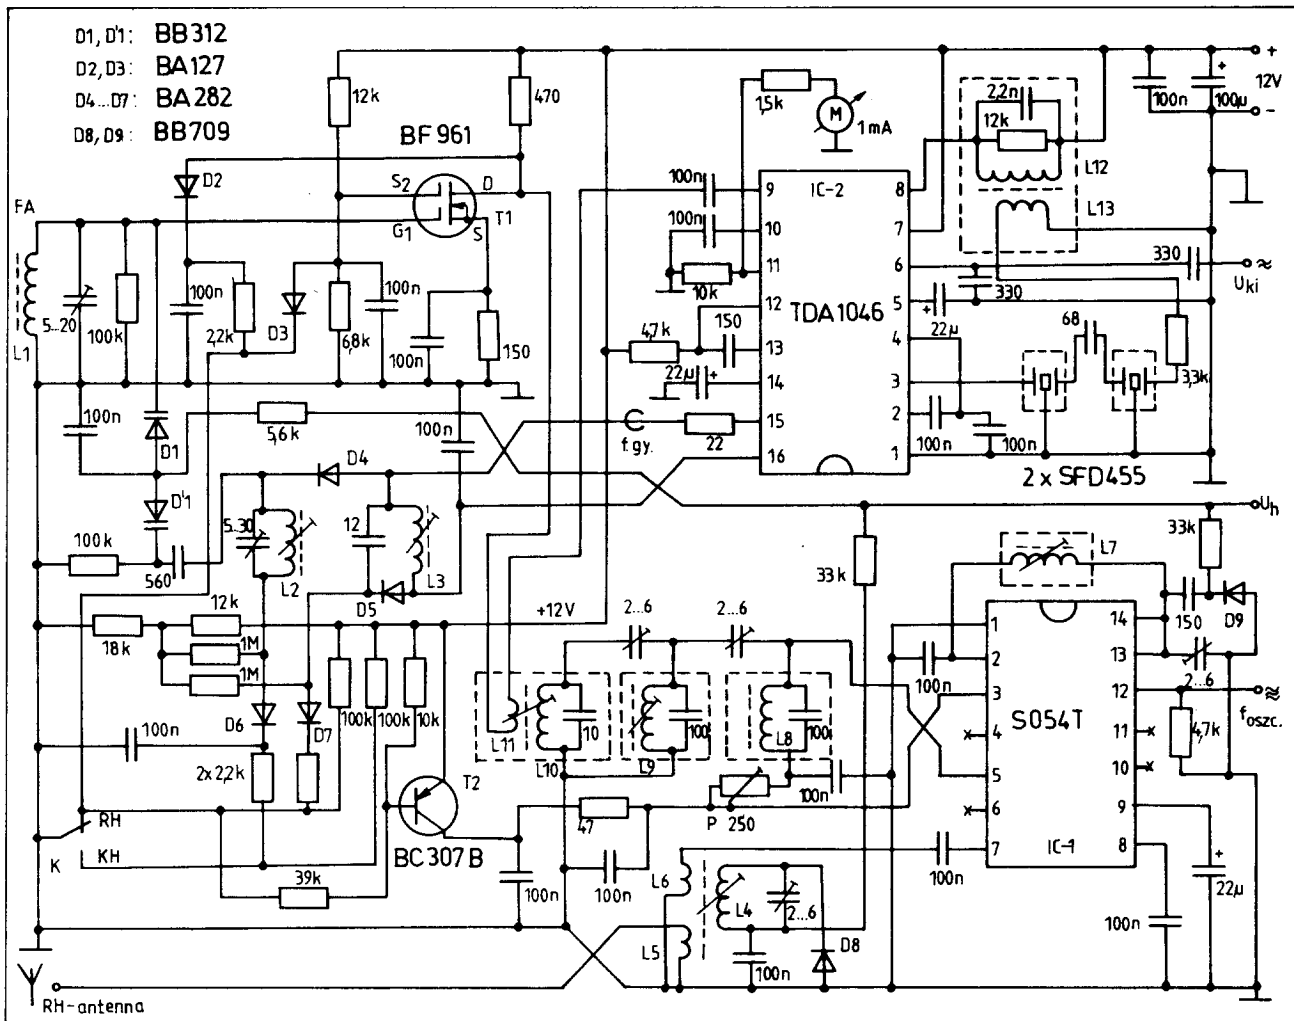 D1, D'1: BB312
D2, D3: BA127
D4...D7: BA282
D8, D9: BB709
12k
470
BF961
1,5k
M
1mA
2,2n
12k
100n
100µ
+
12V
-
+
L12
L13
D2
S2
D
T1
G1
S
FA
100n
9
IC-2
8
100n
10
7
11
10k
6
330
≈
Uki
5...20
100k
100n
2,2k
D3
6,8k
100n
100n
150
L1
12
TDA1046
5
330
+
22µ
4,7k
150
13
4
68
22µ
+
14
3
3,3k
100n
D1
5,6k
100n
f.gy.
22
15
2
100n
100n
16
1
2x SFD455
D4
D'1
Uh
5...30
12
33k
L7
100k
560
L2
L3
33k
D5
12k
+12V
2...6
2...6
1
14
150
D9
18k
1M
1M
2
13
2...6
100n
3
12
≈
foszc.
100k
100k
10k
S054T
D6
D7
100n
L11
10
100
L8
100
4
11
4,7k
L10
L9
5
10
2x 2,2k
T2
100n
6
9
RH
P
250
47
K
KH
BC307B
7
IC-1
8
+
22µ
39k
100n
100n
100n
L6
L4
2...6
100n
L5
D8
100n
RH-antenna